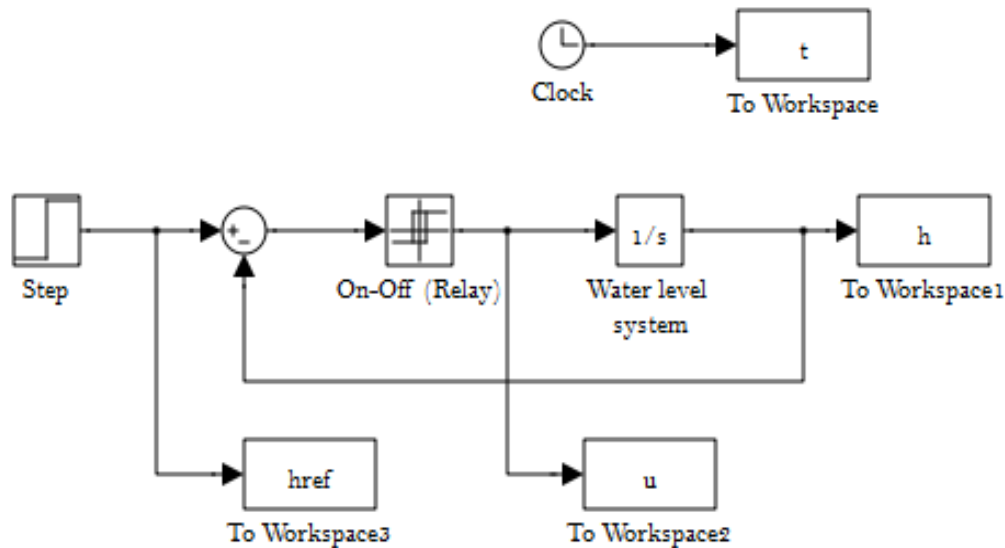 t
Clock
To Workspace
+
-
1/s
h
Step
On-Off (Relay)
Water level
system
To Workspace1
href
u
To Workspace3
To Workspace2